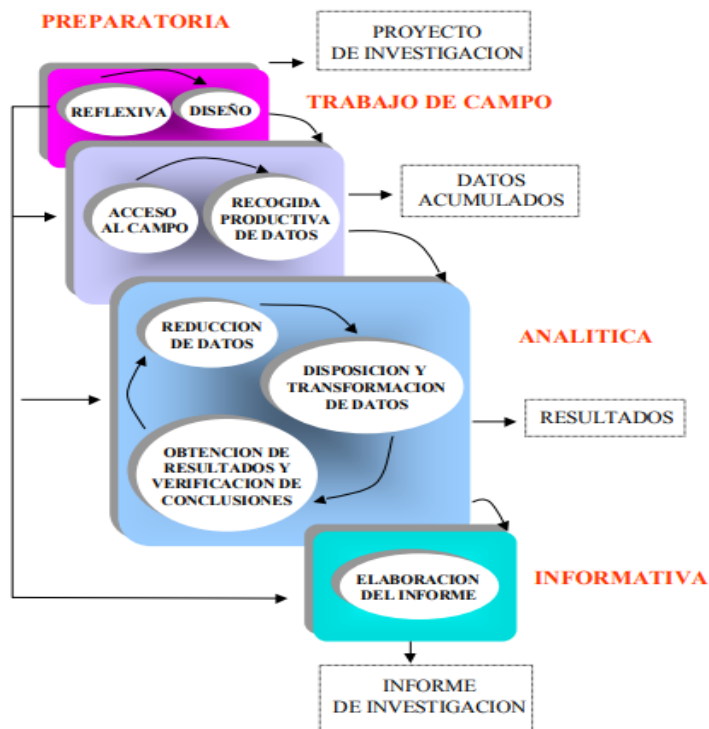 PREPARATORIA
PROYECTO
DE INVESTIGACION
REFLEXIVA
DISEÑO
TRABAJO DE CAMPO
ACCESO
AL CAMPO
RECOGIDA
PRODUCTIVA
DE DATOS
DATOS
ACUMULADOS
REDUCCION
DE DATOS
ANALITICA
DISPOSICION Y
TRANSFORMACION
DE DATOS
RESULTADOS
OBTENCION DE
RESULTADOS Y
VERIFICACION DE
CONCLUSIONES
ELABORACION
DEL INFORME
INFORMATIVA
INFORME
DE INVESTIGACION